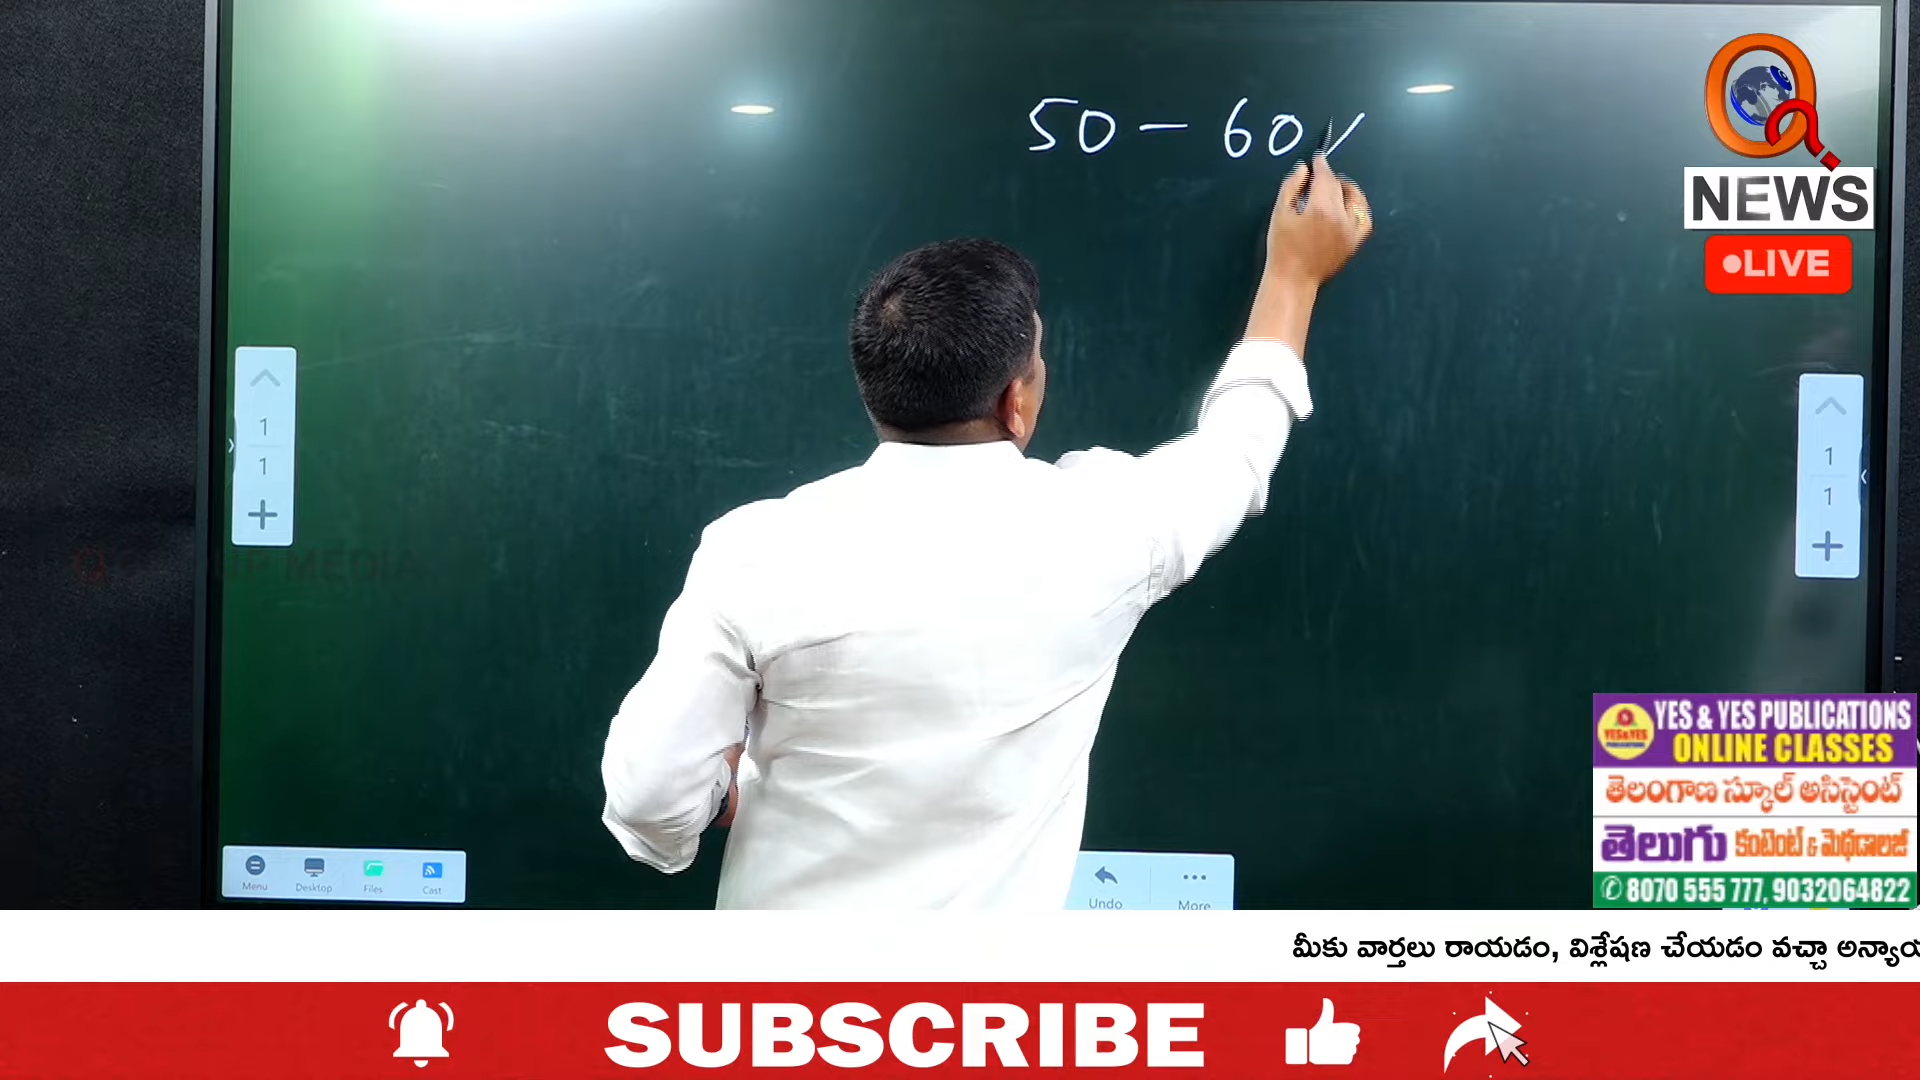 50 - 60%
Q
NEWS
LIVE
1
1
1
1
YES & YES PUBLICATIONS
ONLINE CLASSES
తెలంగాణ స్కూల్ అసిస్టెంట్
తెలుగు కంటెంట్ & మెథడాలజీ
8070 555 777, 9032064822
Menu Desktop Files Cast
Undo More
మీకు వార్తలు రాయడం, విశ్లేషణ చేయడం వచ్చా
SUBSCRIBE